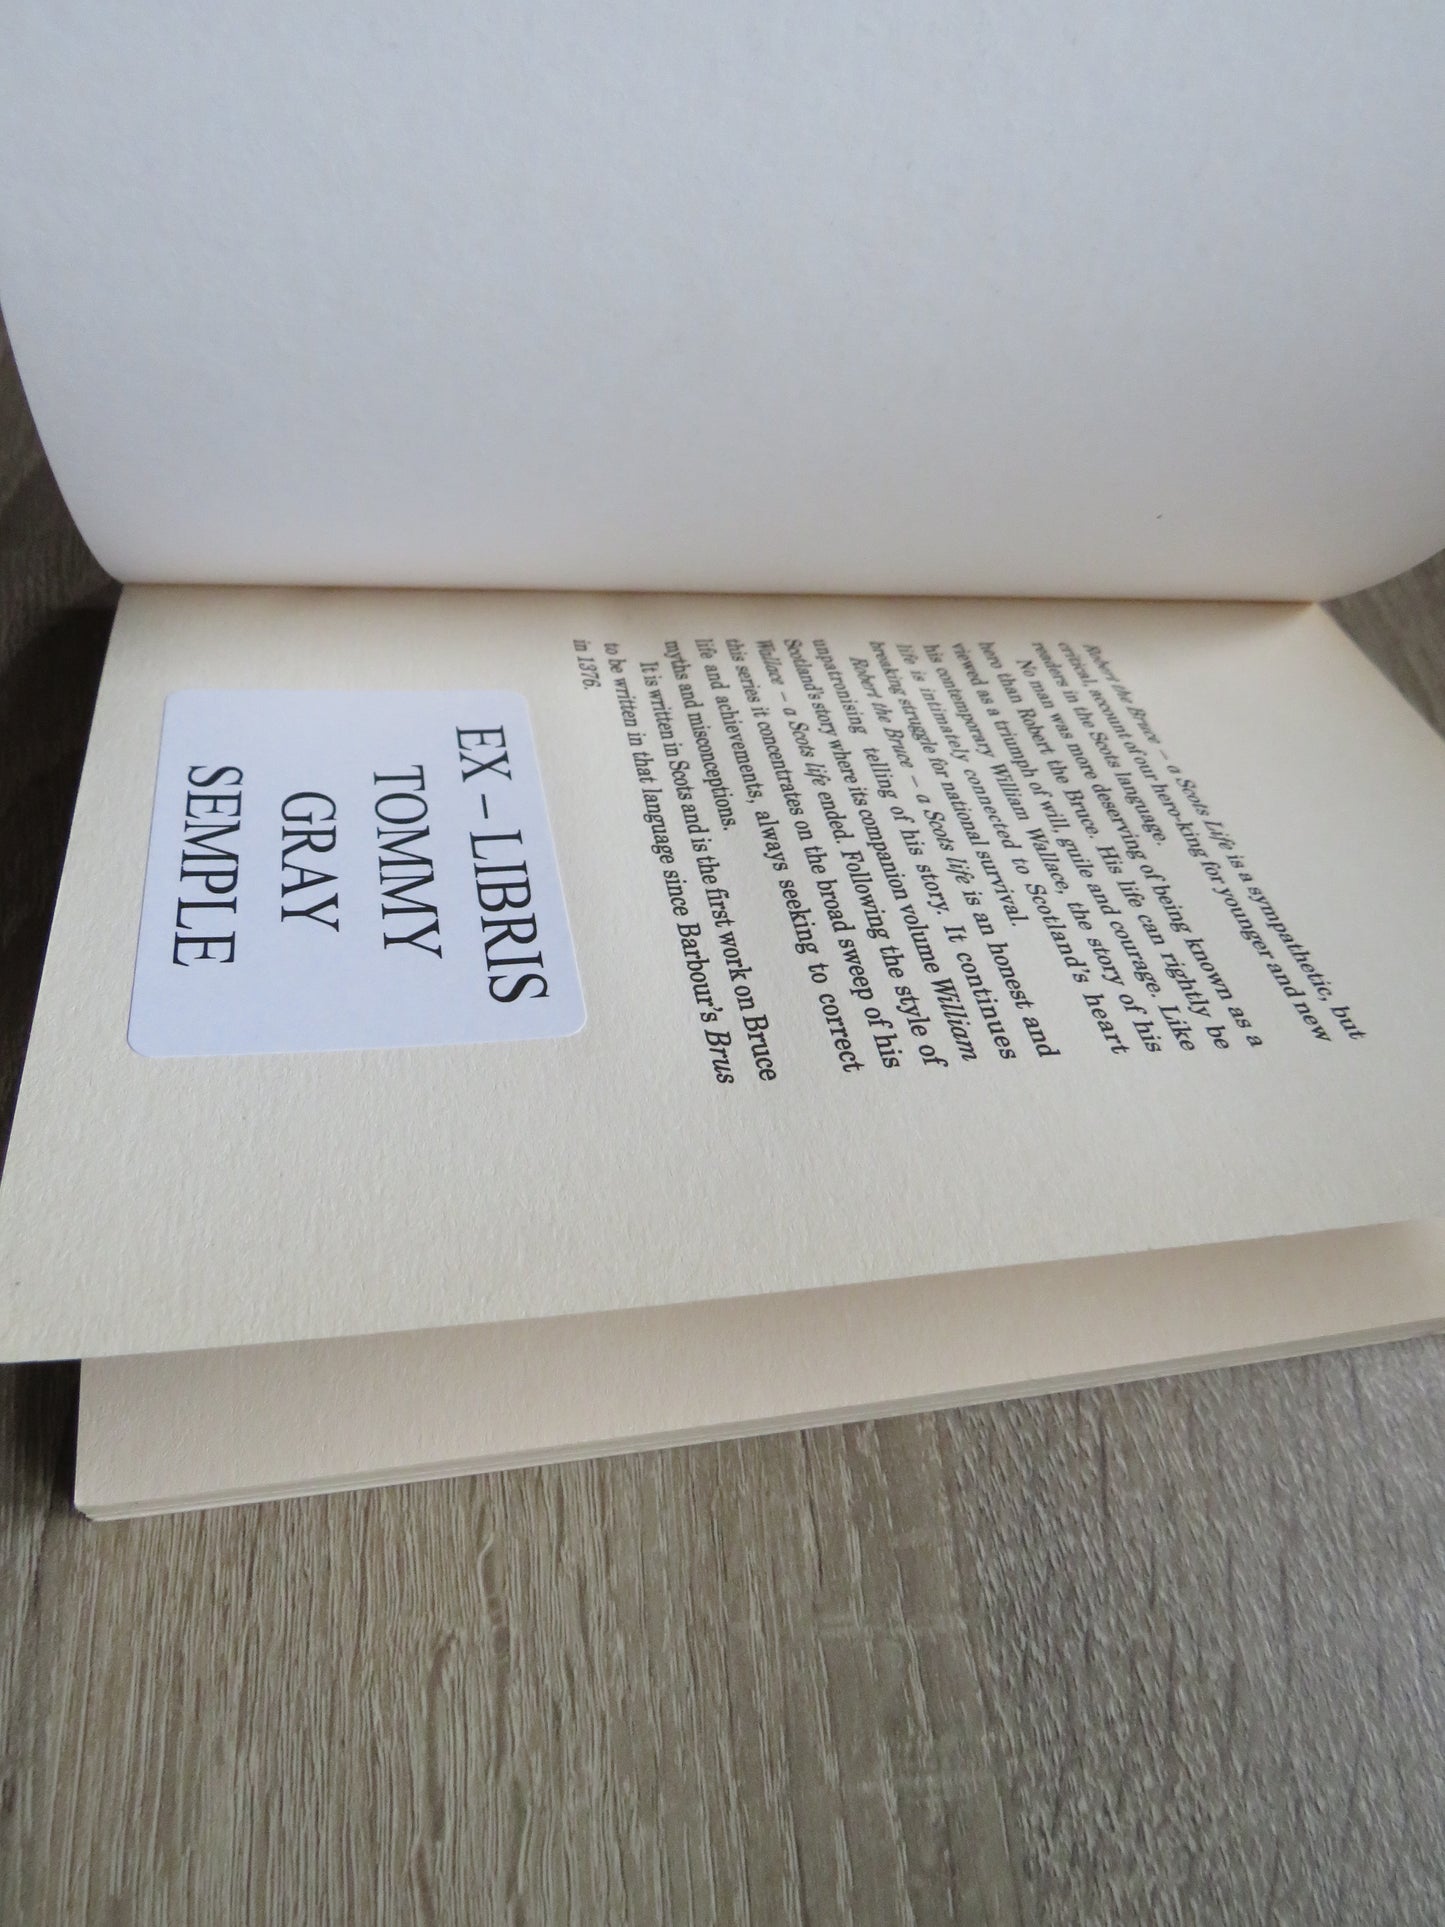 Robert the Bruce – a Scots Life is a sympathetic, but
critical, account of our hero-king for younger and new
readers in the Scots language.
No man was more deserving of being known as a
hero than Robert the Bruce. His life can rightly be
viewed as a triumph of will, guile and courage. Like
his contemporary William Wallace, the story of his
life is intimately connected to Scotland's heart
breaking struggle for national survival.
Robert the Bruce – a Scots life is an honest and
unpatronising telling of his story. It continues
Scotland's story where its companion volume William
Wallace – a Scots life ended. Following the style of
this series it concentrates on the broad sweep of his
life and achievements, always seeking to correct
myths and misconceptions.
It is written in Scots and is the first work on Bruce
to be written in that language since Barbour's Brus
in 1376.
EX – LIBRIS
TOMMY
GRAY
SEMPLE